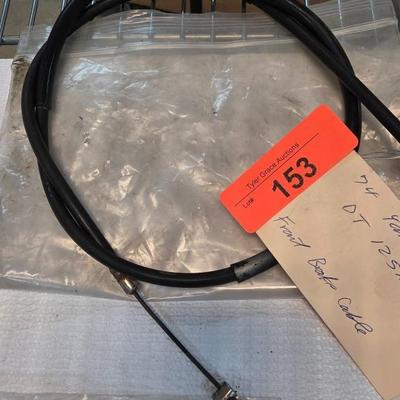 Tyler Grace Auctions
Lot#: 153
74
DT 125
Front Brake Cable